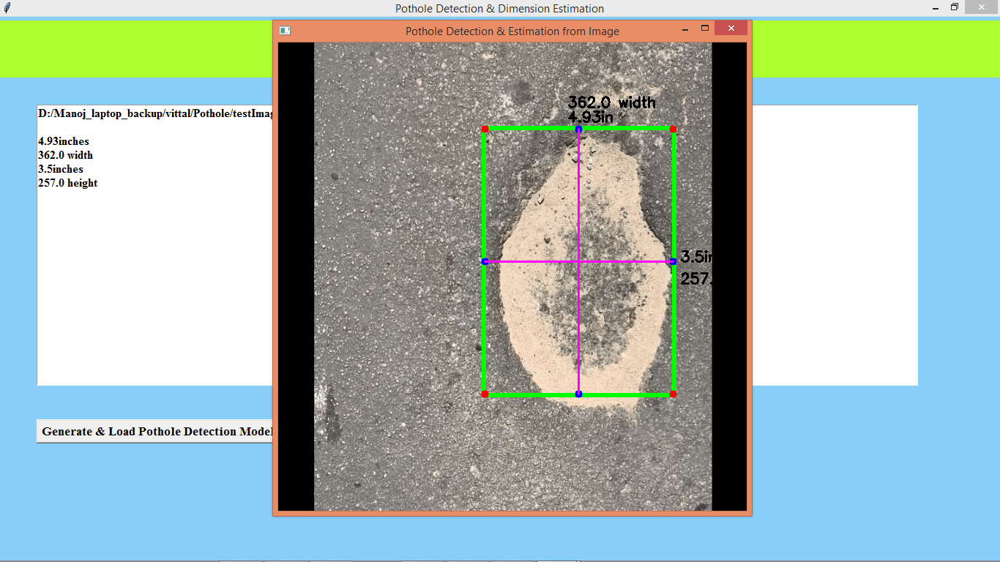 Pothole Detection & Dimension Estimation
Pothole Detection & Estimation from Image
D:/Manoj_laptop_backup/vittal/Pothole/testImag
4.93inches
362.0 width
3.5inches
257.0 height
362.0 width
4.93in
3.5in
257.
Generate & Load Pothole Detection Model